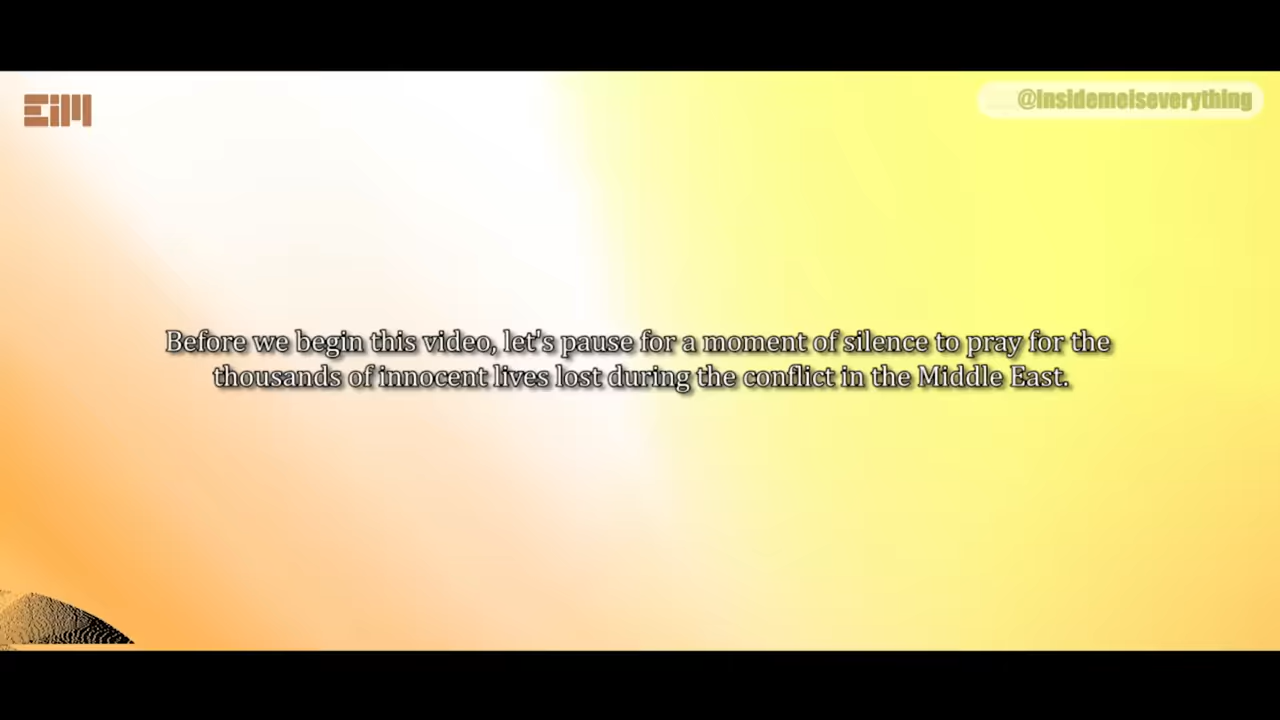 EIM
@Insidemeiseverything
Before we begin this video, let's pause for a moment of silence to pray for the
thousands of innocent lives lost during the conflict in the Middle East.